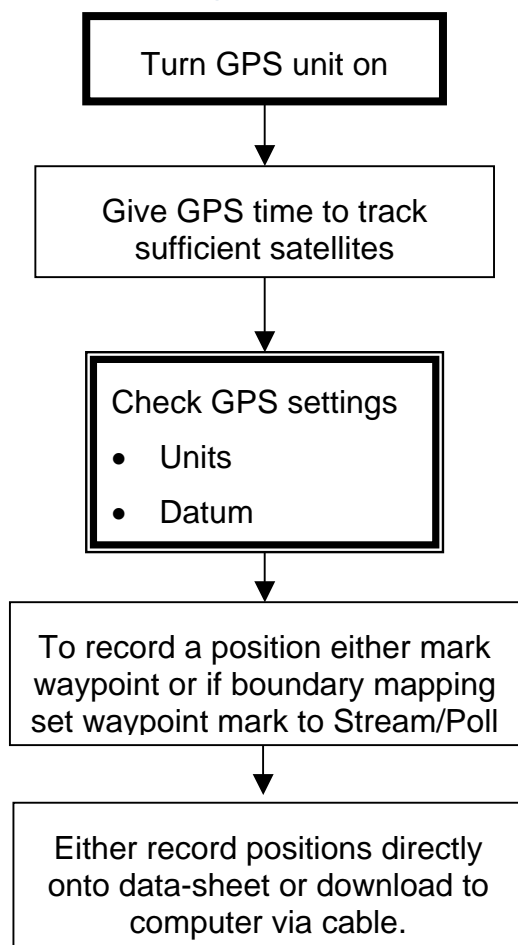 Turn GPS unit on
Give GPS time to track
sufficient satellites
Check GPS settings
• Units
• Datum
To record a position either mark
waypoint or if boundary mapping
set waypoint mark to Stream/Poll
Either record positions directly
onto data-sheet or download to
computer via cable.